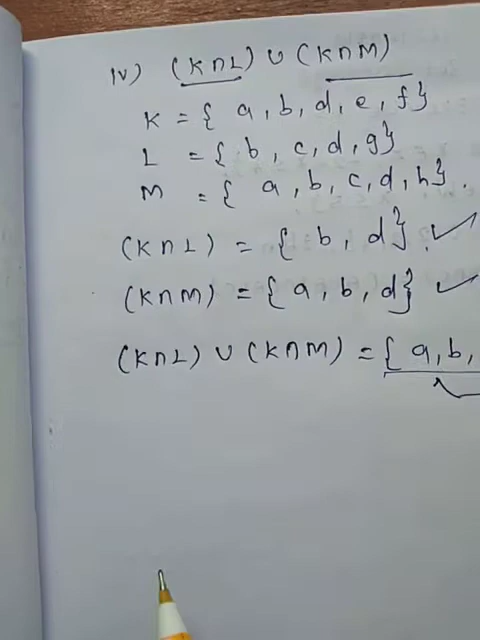 iv) (K∩L) ∪ (K∩M)
K = { a, b, d, e, f}
L = { b, c, d, g}
M = { a, b, c, d, h}.
(K∩L) = { b, d}.
(K∩M) = { a, b, d}
(K∩L) ∪ (K∩M) = { a, b,